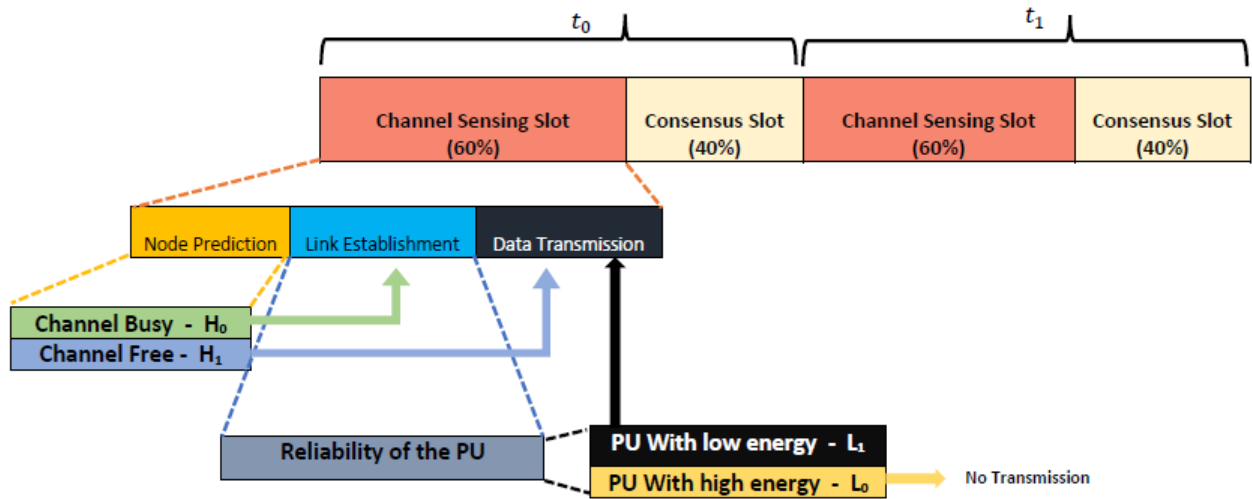 t₀
t₁
Channel Sensing Slot
(60%)
Consensus Slot
(40%)
Channel Sensing Slot
(60%)
Consensus Slot
(40%)
Node Prediction
Link Establishment
Data Transmission
Channel Busy - H₀
Channel Free - H₁
Reliability of the PU
PU With low energy - L₁
PU With high energy - L₀
No Transmission